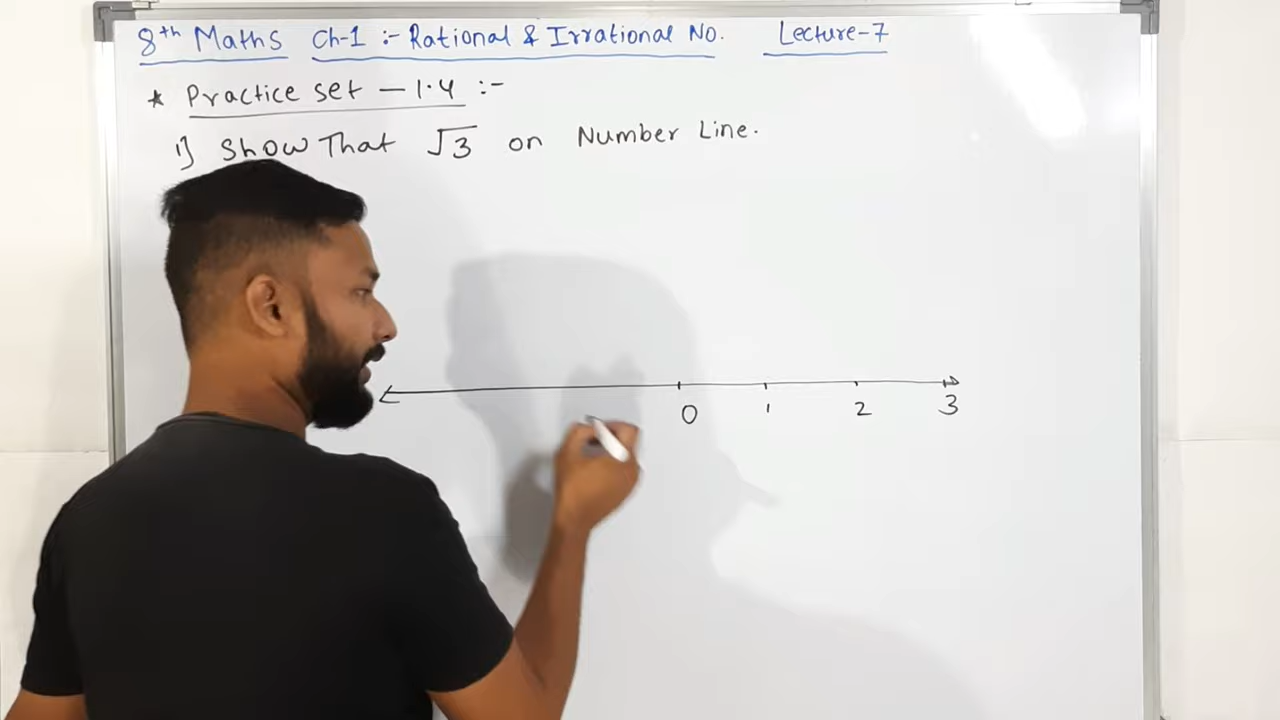 8th Maths Ch-1 :- Rational & Irrational No. Lecture-7
* Practice set - 1.4 :-
1) Show That √3 on Number Line.
0 1 2 3